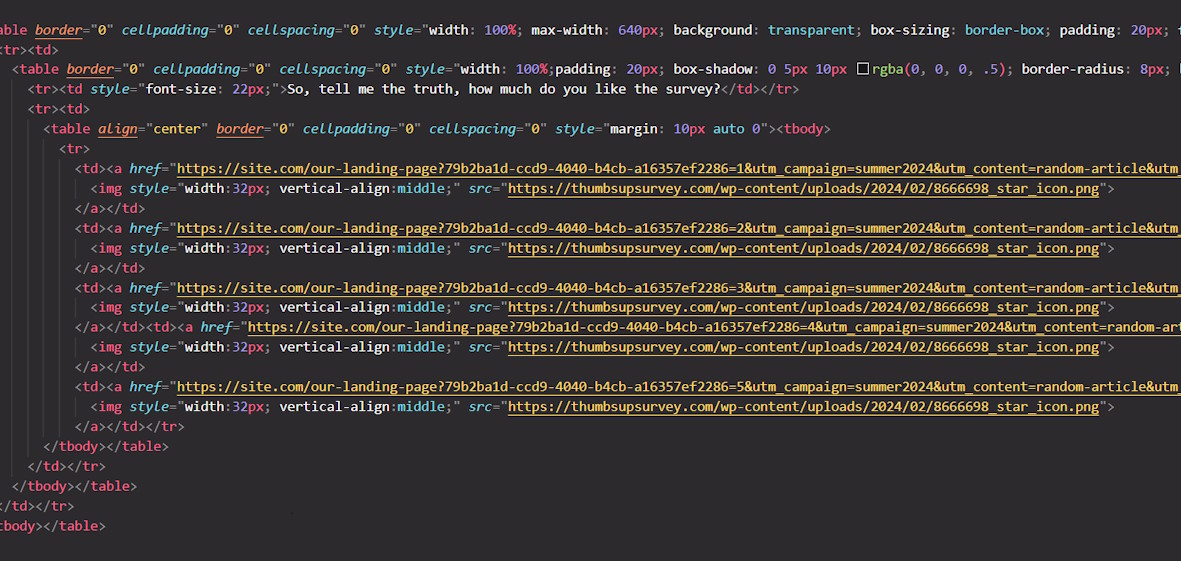 able border="0" cellpadding="0" cellspacing="0" style="width: 100%; max-width: 640px; background: transparent; box-sizing: border-box; padding: 20px;
<tr><td>
<table border="0" cellpadding="0" cellspacing="0" style="width: 100%;padding: 20px; box-shadow: 0 5px 10px rgba(0, 0, 0, .5); border-radius: 8px;
<tr><td style="font-size: 22px;">So, tell me the truth, how much do you like the survey?</td></tr>
<tr><td>
<table align="center" border="0" cellpadding="0" cellspacing="0" style="margin: 10px auto 0"><tbody>
<tr>
<td><a href="https://site.com/our-landing-page?79b2ba1d-ccd9-4040-b4cb-a16357ef2286=1&utm_campaign=summer2024&utm_content=random-article&utm_
<img style="width:32px; vertical-align:middle;" src="https://thumbsupsurvey.com/wp-content/uploads/2024/02/8666698_star_icon.png">
</a></td>
<td><a href="https://site.com/our-landing-page?79b2ba1d-ccd9-4040-b4cb-a16357ef2286=2&utm_campaign=summer2024&utm_content=random-article&utm_
<img style="width:32px; vertical-align:middle;" src="https://thumbsupsurvey.com/wp-content/uploads/2024/02/8666698_star_icon.png">
</a></td>
<td><a href="https://site.com/our-landing-page?79b2ba1d-ccd9-4040-b4cb-a16357ef2286=3&utm_campaign=summer2024&utm_content=random-article&utm_
<img style="width:32px; vertical-align:middle;" src="https://thumbsupsurvey.com/wp-content/uploads/2024/02/8666698_star_icon.png">
</a></td><td><a href="https://site.com/our-landing-page?79b2ba1d-ccd9-4040-b4cb-a16357ef2286=4&utm_campaign=summer2024&utm_content=random-art
<img style="width:32px; vertical-align:middle;" src="https://thumbsupsurvey.com/wp-content/uploads/2024/02/8666698_star_icon.png">
</a></td>
<td><a href="https://site.com/our-landing-page?79b2ba1d-ccd9-4040-b4cb-a16357ef2286=5&utm_campaign=summer2024&utm_content=random-article&utm_
<img style="width:32px; vertical-align:middle;" src="https://thumbsupsurvey.com/wp-content/uploads/2024/02/8666698_star_icon.png">
</a></td></tr>
</tbody></table>
</td></tr>
</tbody></table>
</td></tr>
tbody></table>